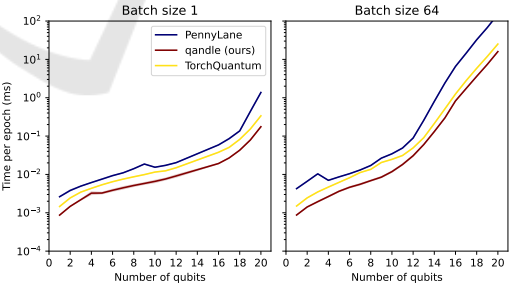 Batch size 1
Batch size 64
Time per epoch (ms)
10²
10¹
10⁰
10⁻¹
10⁻²
10⁻³
10⁻⁴
PennyLane
qandle (ours)
TorchQuantum
0 2 4 6 8 10 12 14 16 18 20
0 2 4 6 8 10 12 14 16 18 20
Number of qubits
Number of qubits